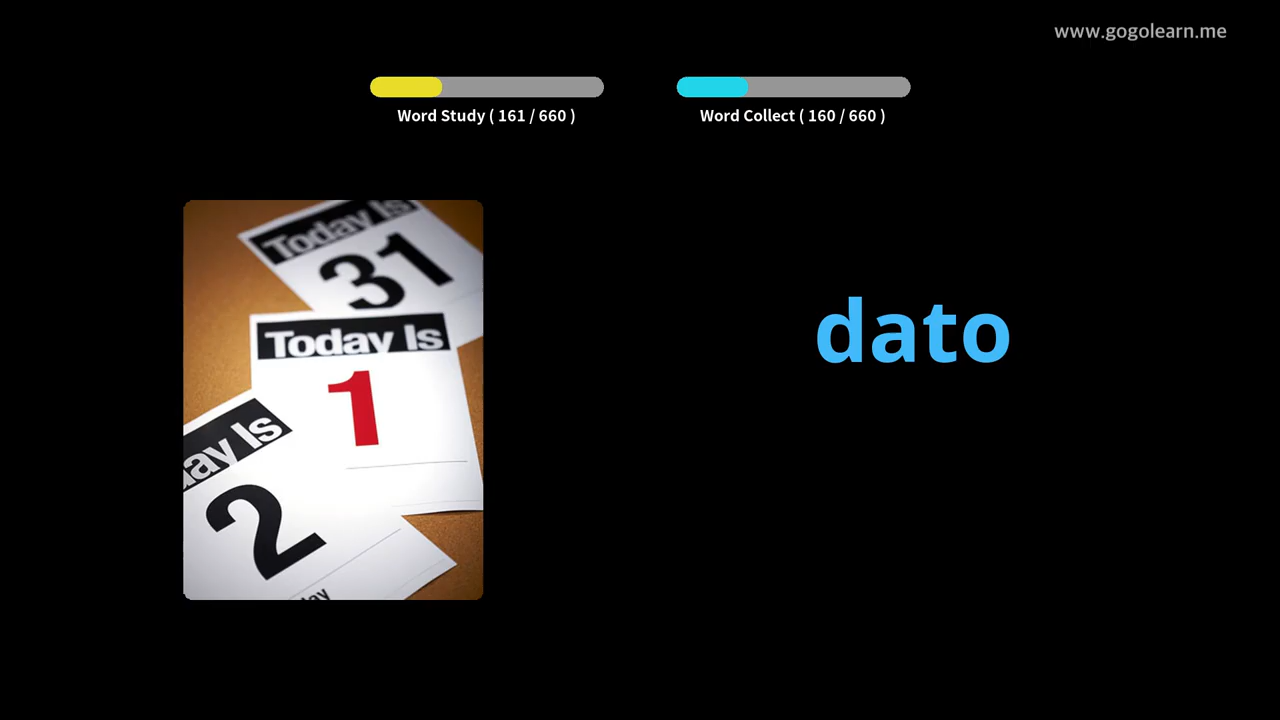 www.gogolearn.me
Word Study ( 161 / 660 )
Word Collect ( 160 / 660 )
Today Is
31
Today Is
1
ay Is
2
dato